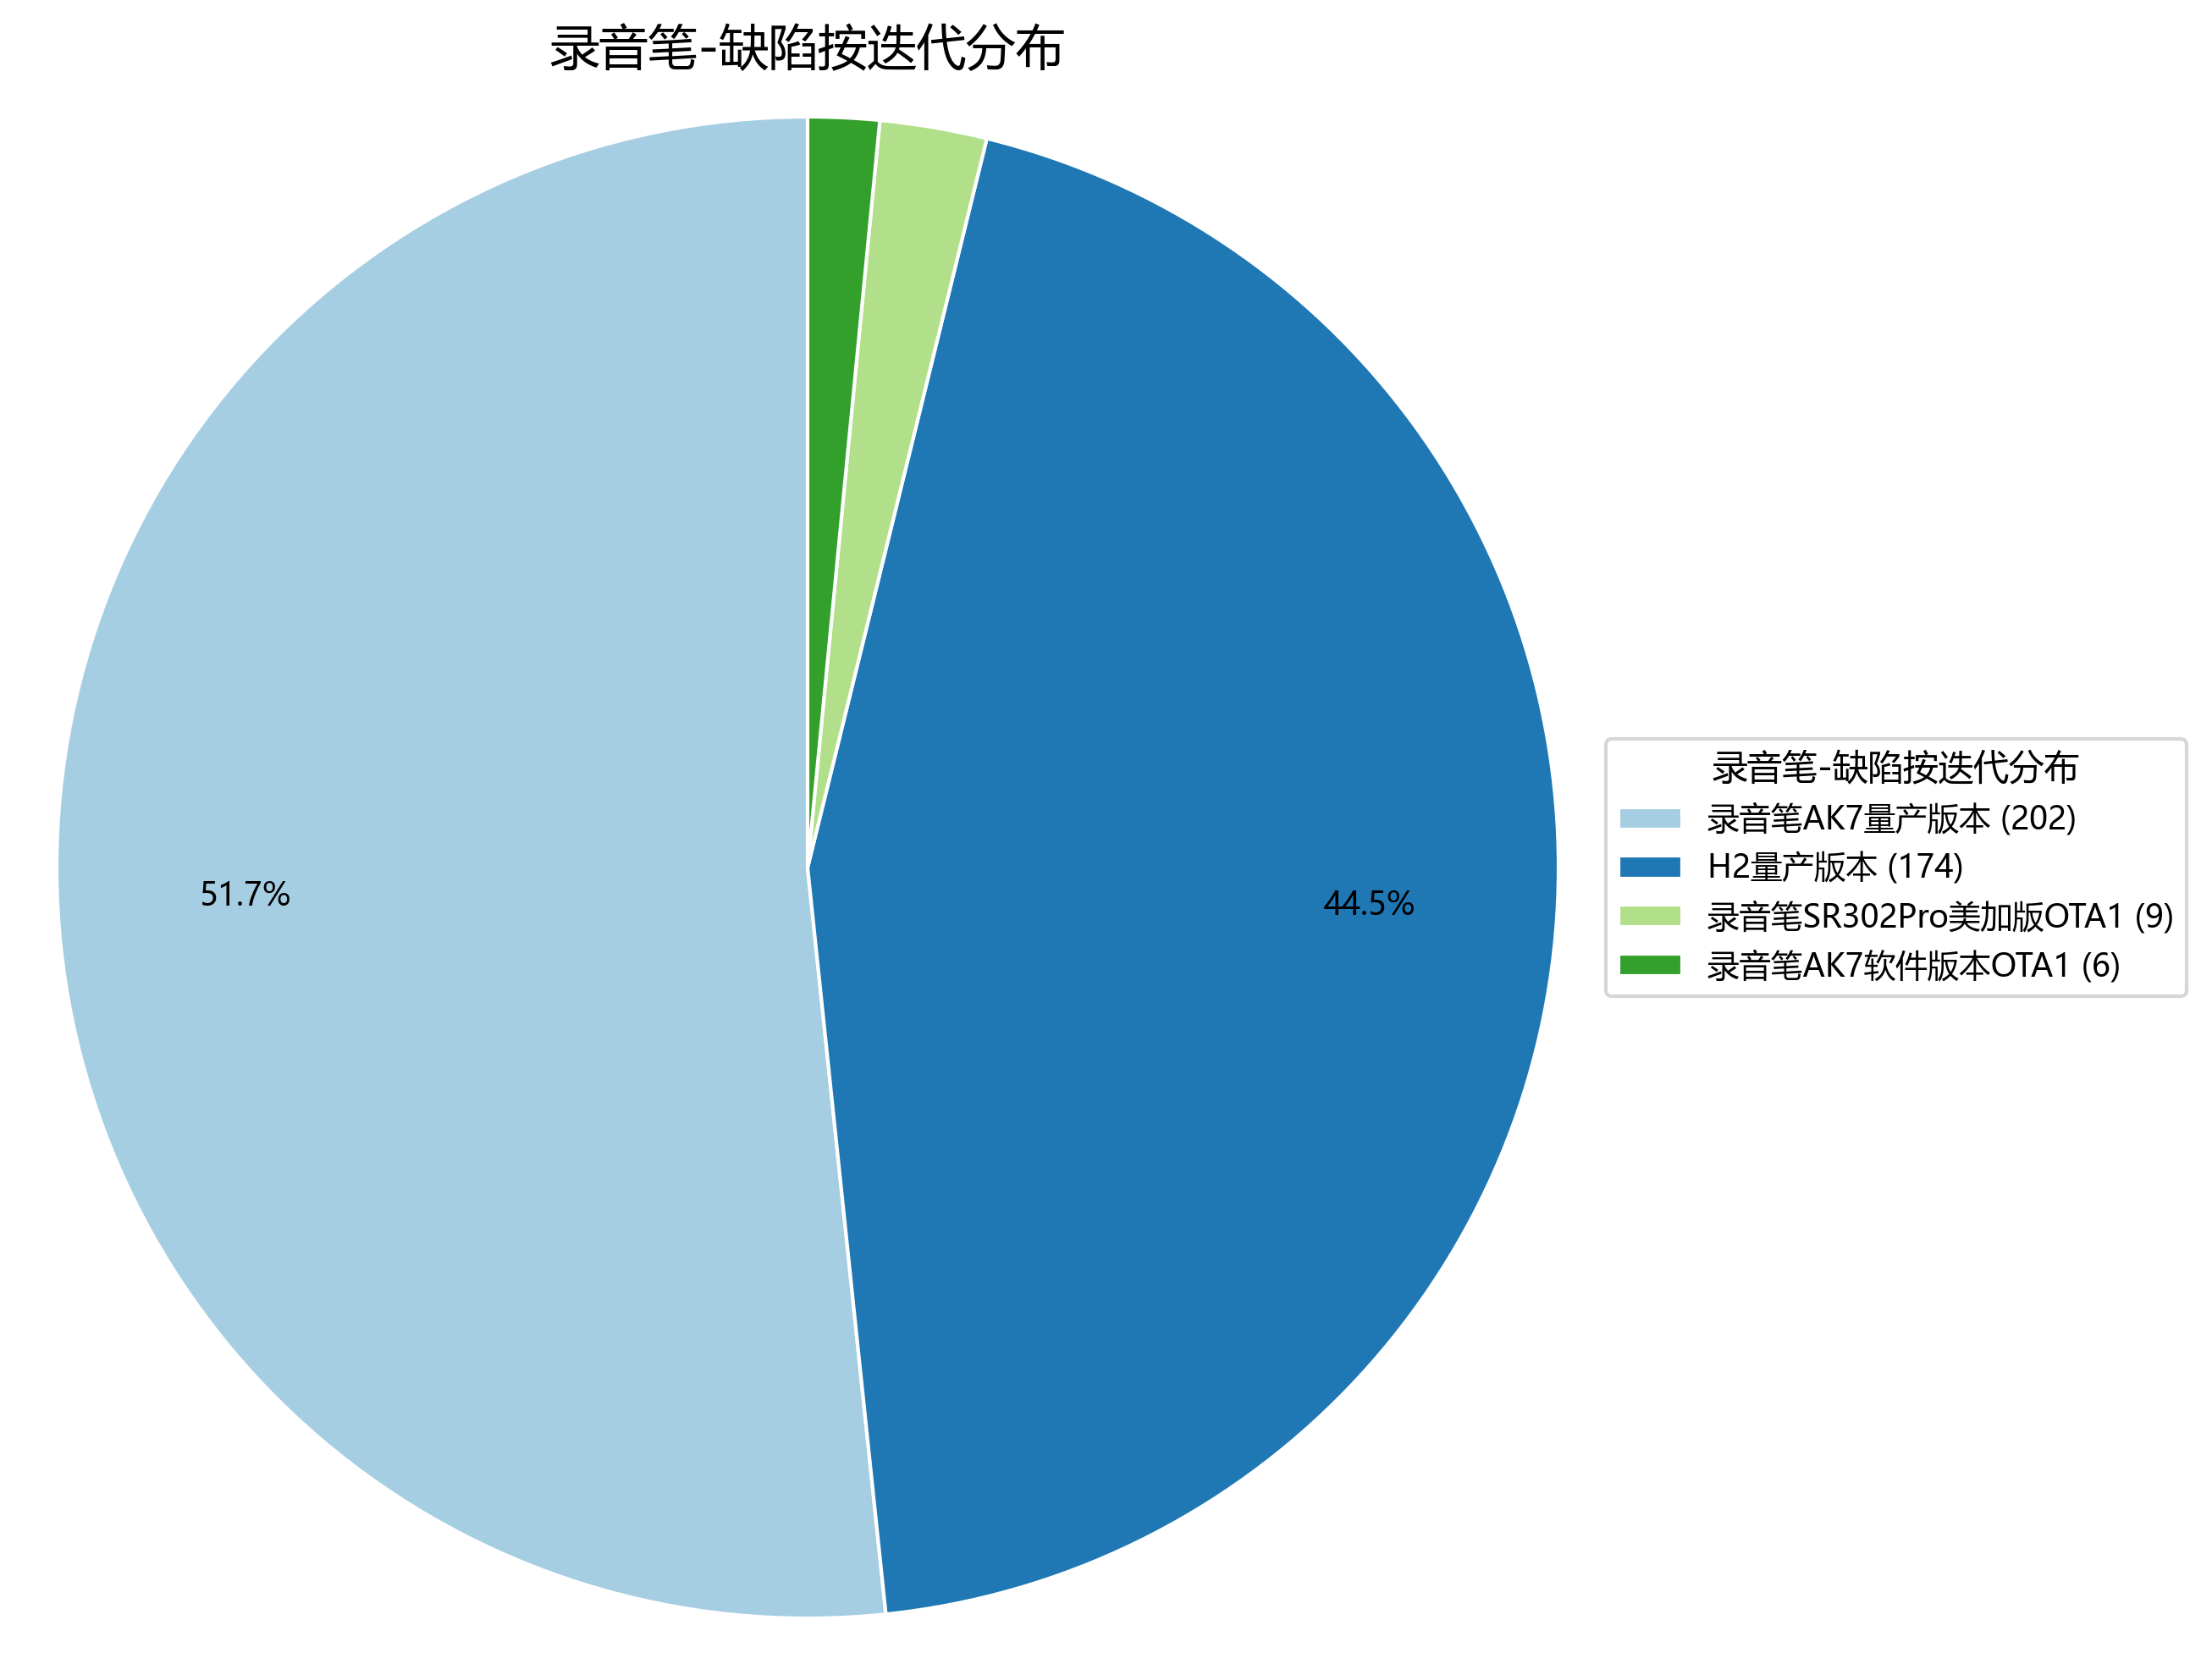 录音笔-缺陷按迭代分布
51.7%
44.5%
录音笔-缺陷按迭代分布
录音笔AK7量产版本 (202)
H2量产版本 (174)
录音笔SR302Pro美加版OTA1 (9)
录音笔AK7软件版本OTA1 (6)